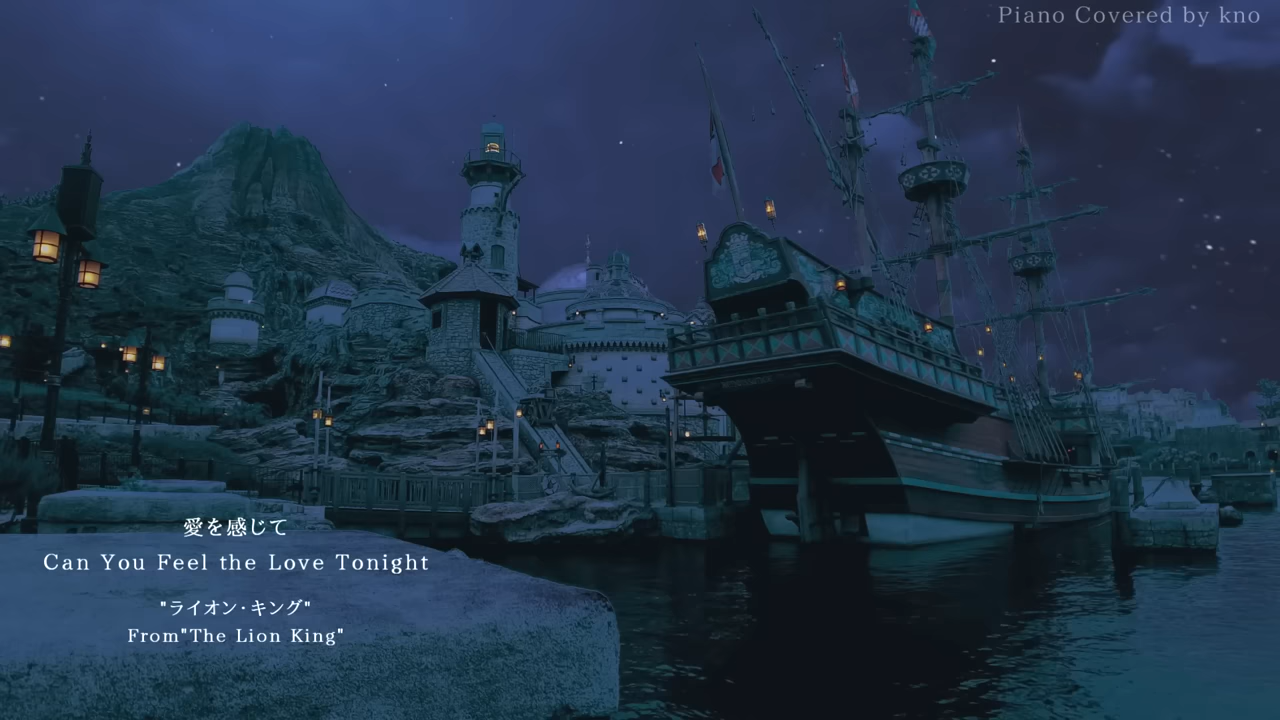 Piano Covered by kno
愛を感じて
Can You Feel the Love Tonight
"ライオン・キング"
From"The Lion King"